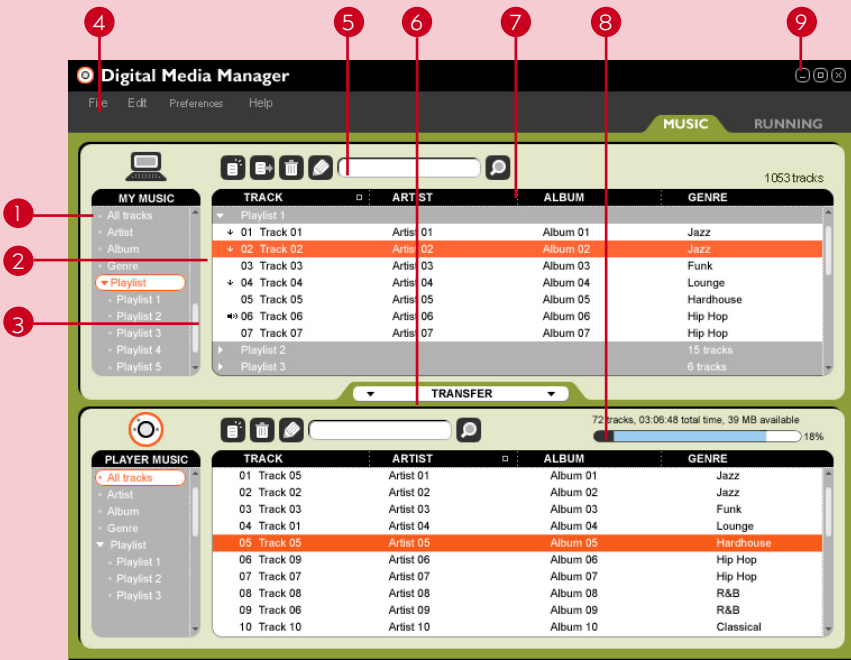 4 5 6 7 8 9
Digital Media Manager
File Edit Preferences Help
MUSIC RUNNING
1053 tracks
MY MUSIC TRACK ARTIST ALBUM GENRE
1 All tracks Playlist 1
Artist 01 Track 01 Artist 01 Album 01 Jazz
2 Album 02 Track 02 Artist 02 Album 02 Jazz
Genre 03 Track 03 Artist 03 Album 03 Funk
Playlist 04 Track 04 Artist 04 Album 04 Lounge
Playlist 1 05 Track 05 Artist 05 Album 05 Hardhouse
3 Playlist 2 06 Track 06 Artist 06 Album 06 Hip Hop
Playlist 3 07 Track 07 Artist 07 Album 07 Hip Hop
Playlist 4 Playlist 2 15 tracks
Playlist 5 Playlist 3 6 tracks
TRANSFER
72 tracks, 03:06:48 total time, 39 MB available
18%
PLAYER MUSIC TRACK ARTIST ALBUM GENRE
All tracks 01 Track 05 Artist 01 Album 01 Jazz
Artist 02 Track 02 Artist 02 Album 02 Jazz
Album 03 Track 03 Artist 03 Album 03 Funk
Genre 04 Track 01 Artist 04 Album 04 Lounge
Playlist 05 Track 05 Artist 05 Album 05 Hardhouse
Playlist 1 06 Track 09 Artist 06 Album 06 Hip Hop
Playlist 2 07 Track 07 Artist 07 Album 07 Hip Hop
Playlist 3 08 Track 08 Artist 08 Album 08 R&B
09 Track 06 Artist 09 Album 09 R&B
10 Track 10 Artist 10 Album 10 Classical